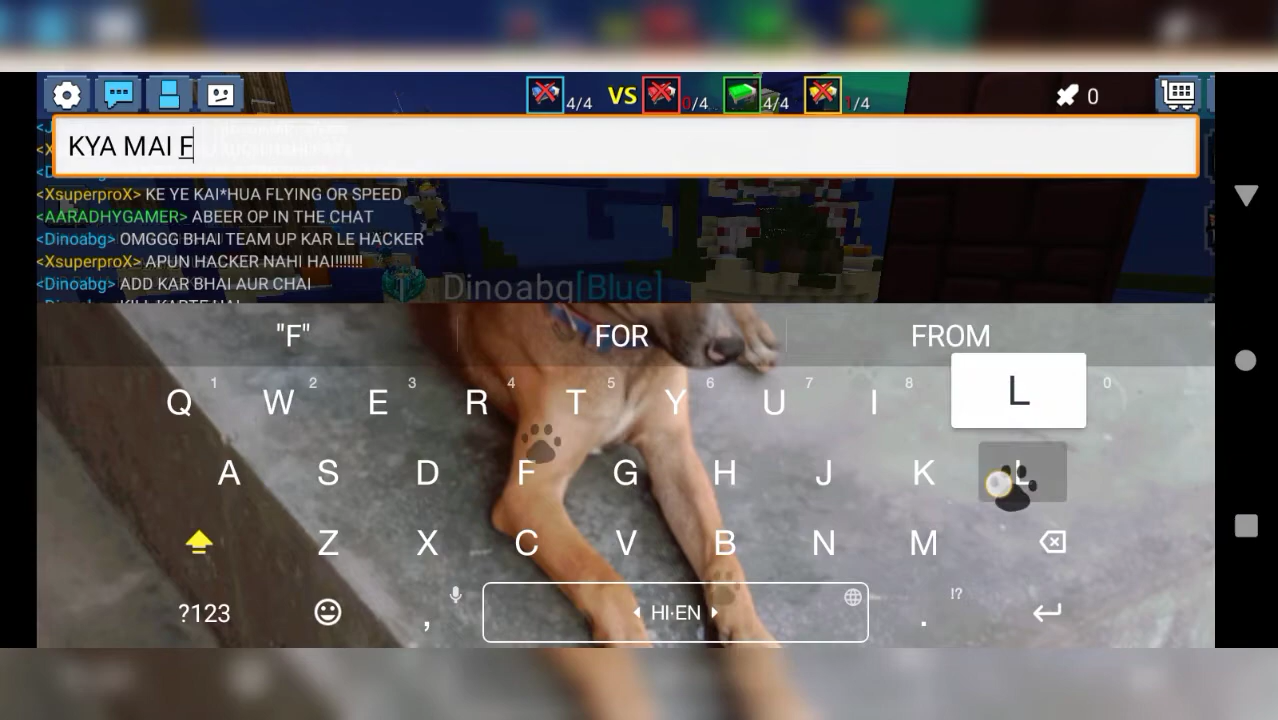 4/4 VS 0/4 4/4 1/4 0
KYA MAI F
<XsuperproX> KE YE KAI*HUA FLYING OR SPEED
<AARADHYGAMER> ABEER OP IN THE CHAT
<Dinoabg> OMGGG BHAI TEAM UP KAR LE HACKER
<XsuperproX> APUN HACKER NAHI HAI!!!!!!!
<Dinoabg> ADD KAR BHAI AUR CHAI
Dinoabg[Blue]
"F" FOR FROM
1 2 3 4 5 6 7 8 0
Q W E R T Y U I L
A S D F G H J K L
Z X C V B N M
?123 , HI·EN . !?